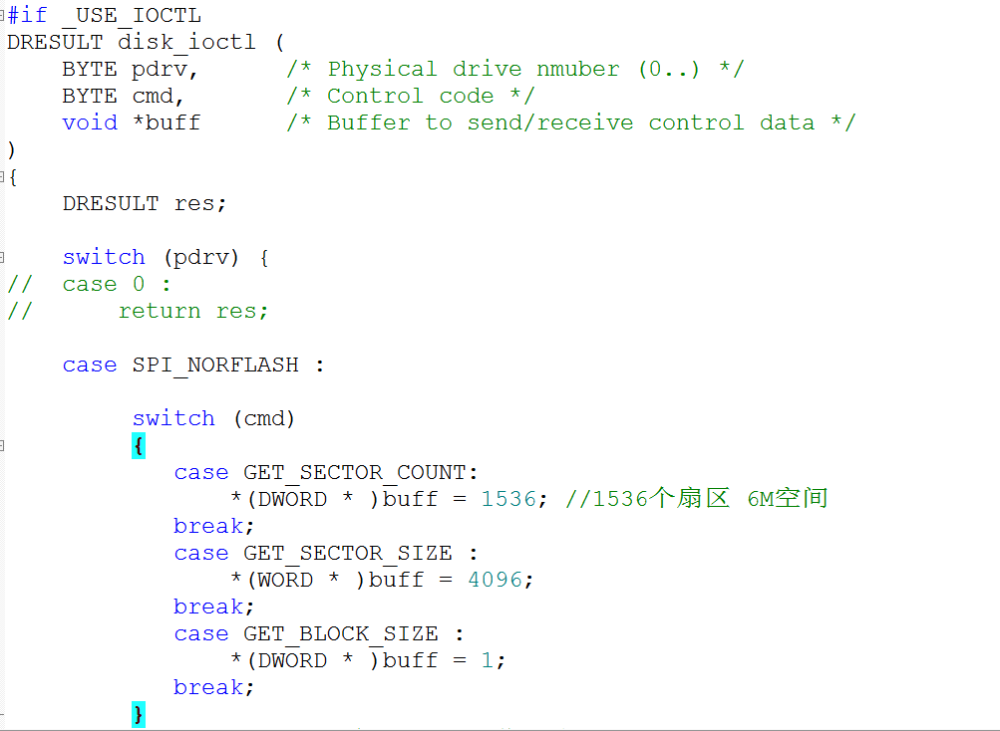 #if _USE_IOCTL
DRESULT disk_ioctl (
    BYTE pdrv,      /* Physical drive nmuber (0..) */
    BYTE cmd,       /* Control code */
    void *buff      /* Buffer to send/receive control data */
)
{
    DRESULT res;
    switch (pdrv) {
//  case 0 :
//      return res;
    case SPI_NORFLASH :
         switch (cmd)
         {
            case GET_SECTOR_COUNT:
                *(DWORD * )buff = 1536; //1536个扇区 6M空间
            break;
            case GET_SECTOR_SIZE :
                *(WORD * )buff = 4096;
            break;
            case GET_BLOCK_SIZE :
                *(DWORD * )buff = 1;
            break;
         }